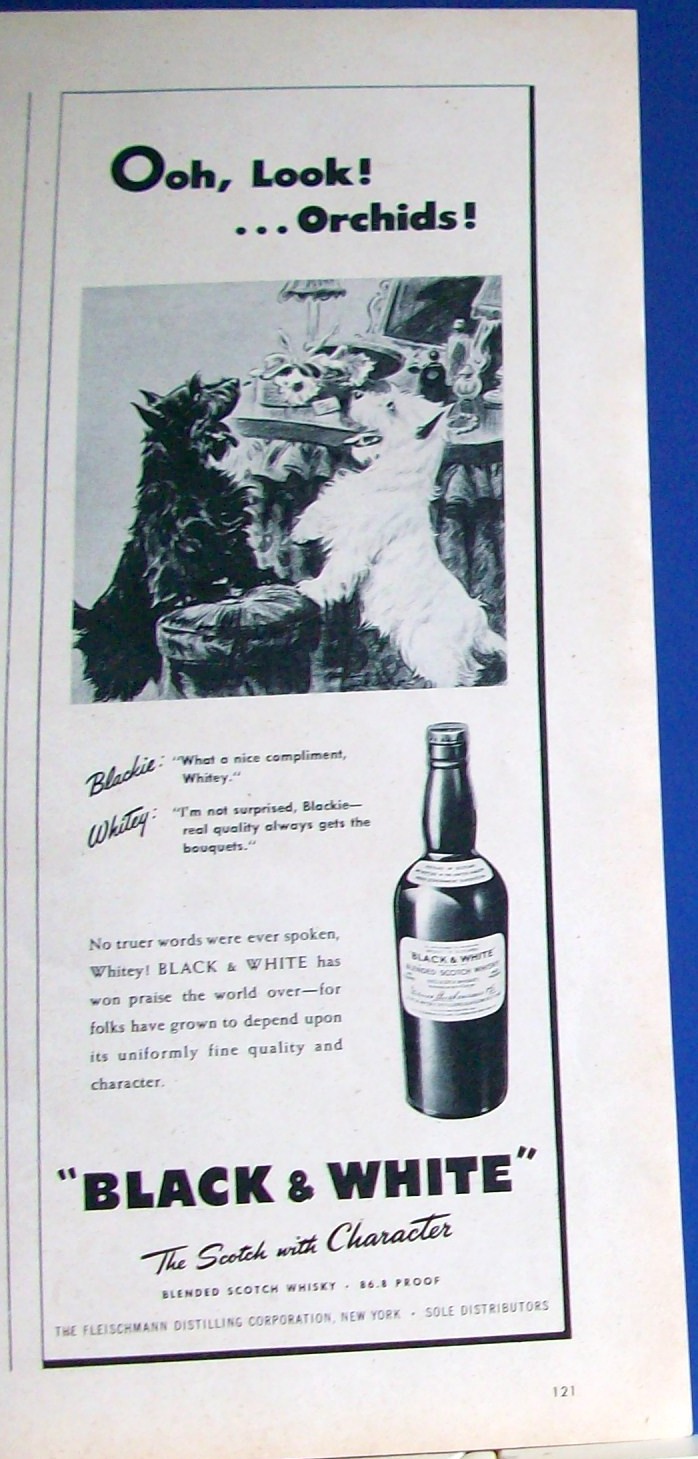 Ooh, Look!
...Orchids!
Blackie: "What a nice compliment,
Whitey."
Whitey: "I'm not surprised, Blackie—
real quality always gets the
bouquets."
No truer words were ever spoken,
Whitey! BLACK & WHITE has
won praise the world over—for
folks have grown to depend upon
its uniformly fine quality and
character.
BLACK & WHITE
BLENDED SCOTCH WHISKY
"BLACK & WHITE"
The Scotch with Character
BLENDED SCOTCH WHISKY · 86.8 PROOF
THE FLEISCHMANN DISTILLING CORPORATION, NEW YORK · SOLE DISTRIBUTORS
121